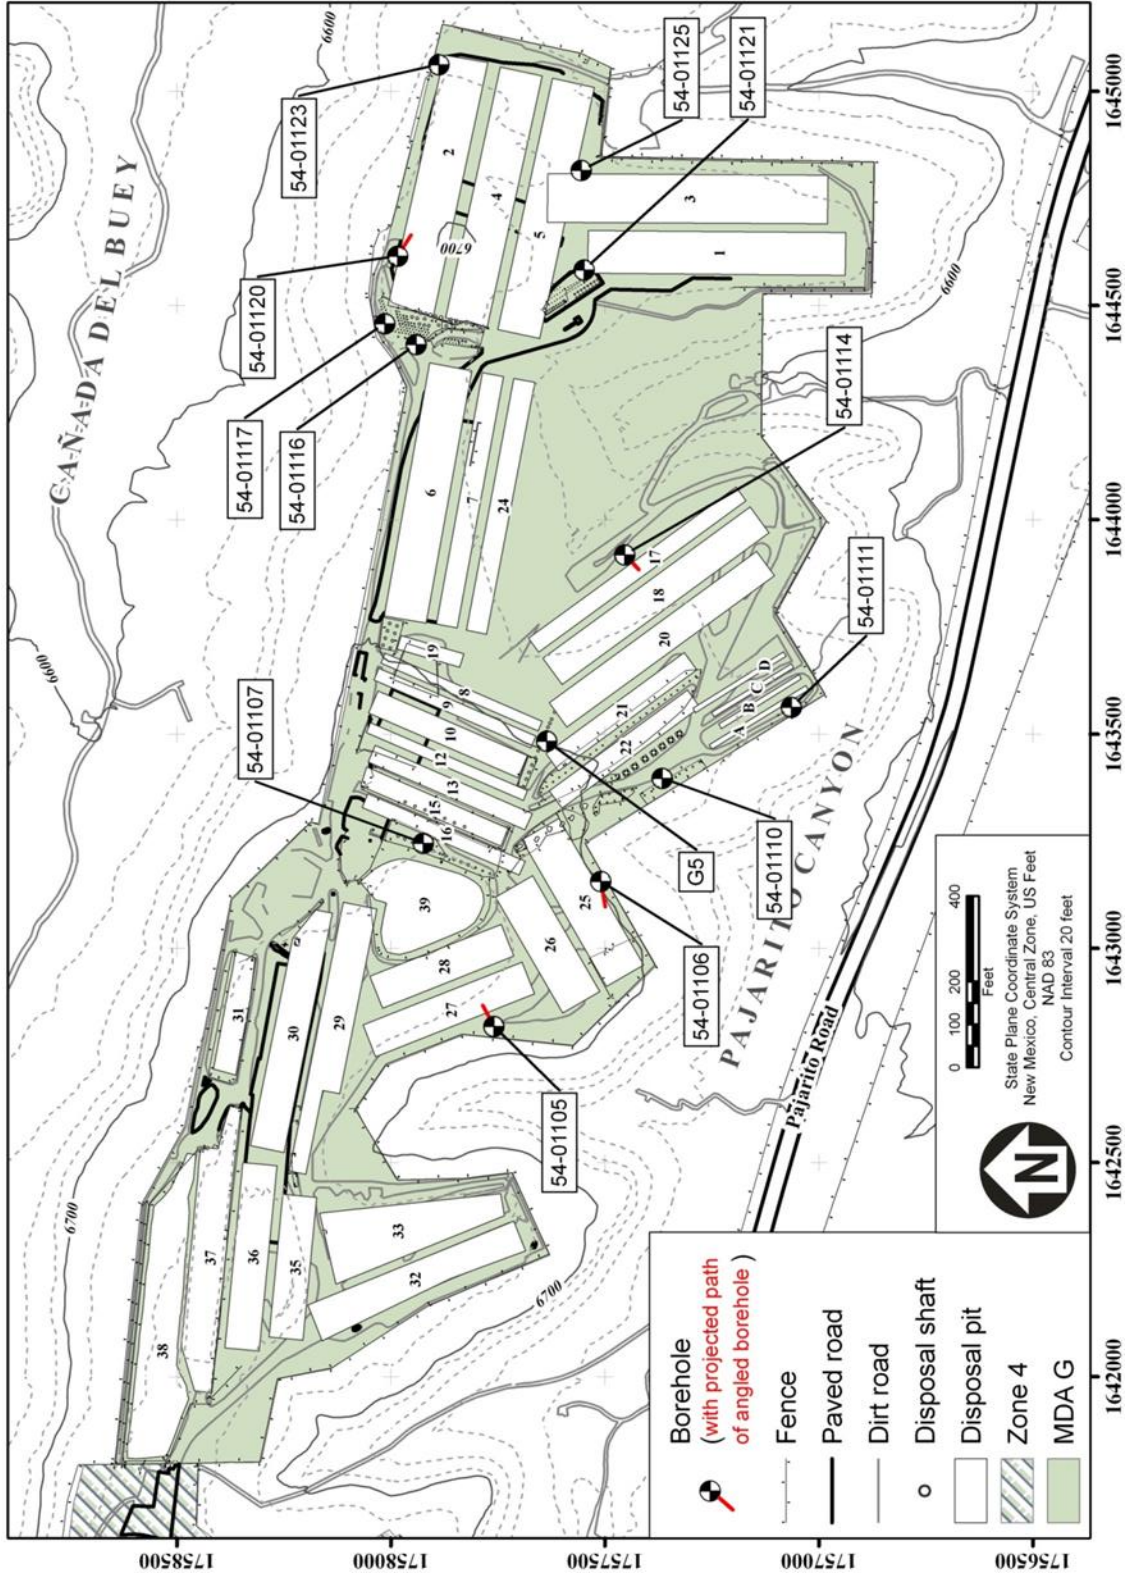 CAÑADA DEL BUEY
6600
6600
6700
6700
6600
6700
54-01123
54-01125
54-01121
54-01120
54-01117
54-01116
54-01114
54-01111
54-01107
G5
54-01110
54-01106
54-01105
2
4
5
3
1
6
7
24
17
18
20
19
8
9
10
12
13
15
16
21
22
A
B
C
D
25
26
39
28
27
29
30
31
33
32
35
36
37
38
PAJARITO CANYON
Pajarito Road
Borehole
(with projected path
of angled borehole )
Fence
Paved road
Dirt road
Disposal shaft
Disposal pit
Zone 4
MDA G
N
0 100 200 400
Feet
State Plane Coordinate System
New Mexico, Central Zone, US Feet
NAD 83
Contour Interval 20 feet
1642000
1642500
1643000
1643500
1644000
1644500
1645000
1758500
1758000
1757500
1757000
1756500